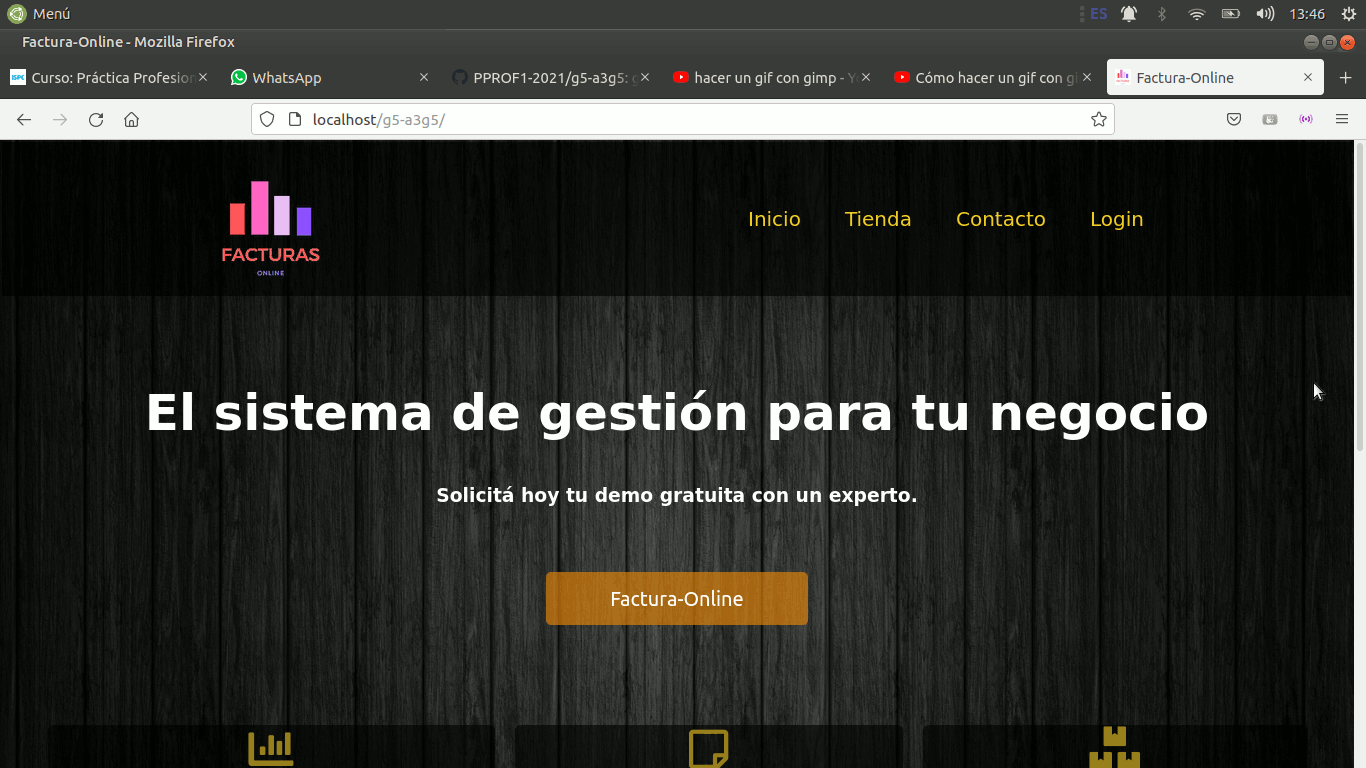 Menú
ES
13:46
Factura-Online - Mozilla Firefox
Curso: Práctica Profesion
WhatsApp
PPROF1-2021/g5-a3g5: g
hacer un gif con gimp - Yo
Cómo hacer un gif con gi
Factura-Online
localhost/g5-a3g5/
FACTURAS
ONLINE
Inicio
Tienda
Contacto
Login
El sistema de gestión para tu negocio
Solicitá hoy tu demo gratuita con un experto.
Factura-Online